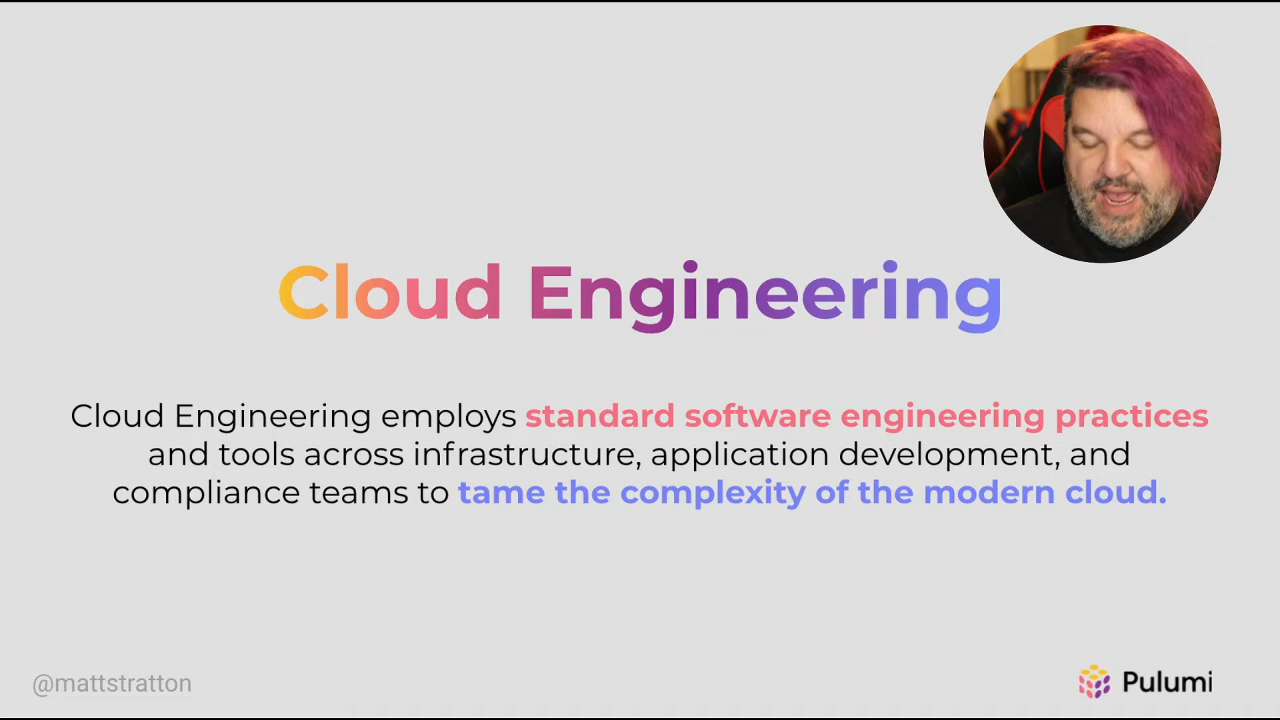 Cloud Engineering
Cloud Engineering employs standard software engineering practices
and tools across infrastructure, application development, and
compliance teams to tame the complexity of the modern cloud.
@mattstratton
Pulumi